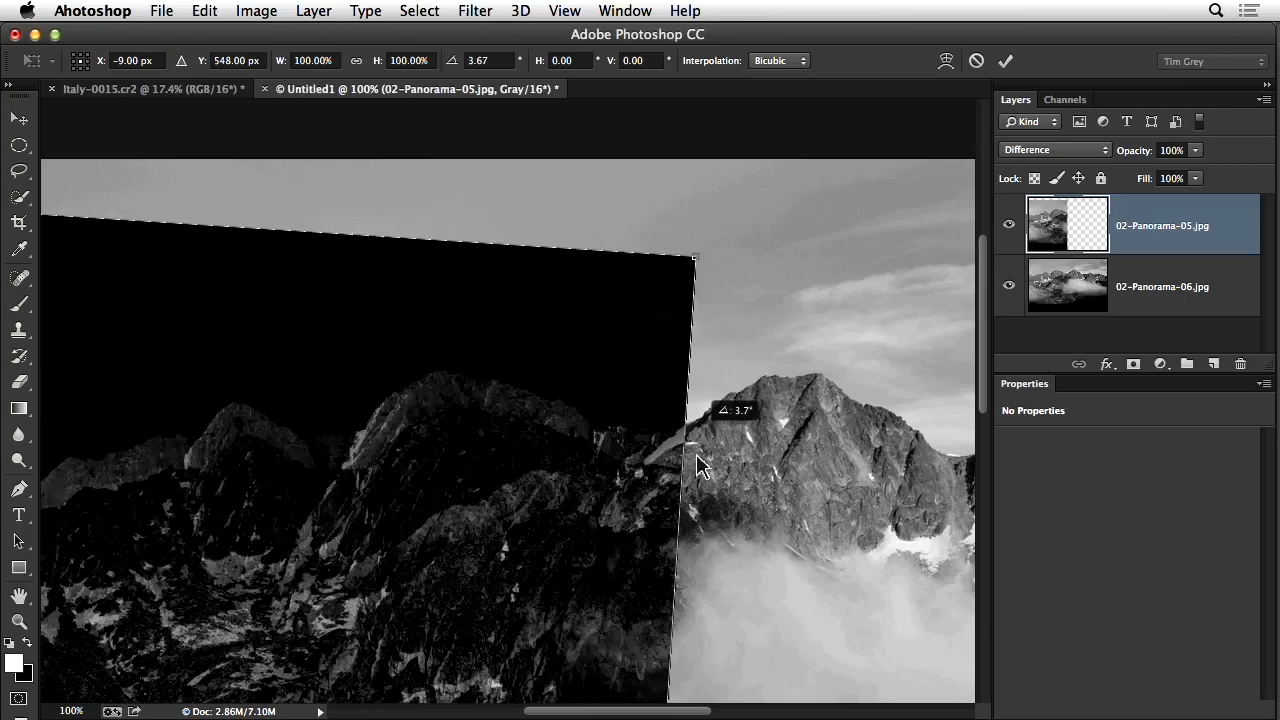 Ahoshop File Edit Image Layer Type Select Filter 3D View Window Help
Adobe Photoshop CC
X: -9.00 px Y: 548.00 px W: 100.00% H: 100.00% 3.67 ° H: 0.00 ° V: 0.00 ° Interpolation: Bicubic Tim Grey
× Italy-0015.cr2 @ 17.4% (RGB/16*) * × © Untitled1 @ 100% (02-Panorama-05.jpg, Gray/16*) *
Layers Channels
Kind
Difference Opacity: 100%
Lock: Fill: 100%
02-Panorama-05.jpg
02-Panorama-06.jpg
fx
Properties
No Properties
: 3.7°
100% © Doc: 2.86M/7.10M